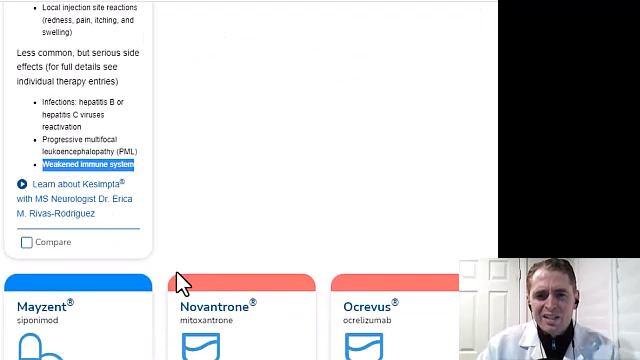 Local injection site reactions
(redness, pain, itching, and
swelling)
Less common, but serious side
effects (for full details see
individual therapy entries)
Infections: hepatitis B or
hepatitis C viruses
reactivation
Progressive multifocal
leukoencephalopathy (PML)
Weakened immune system
Learn about Kesimpta®
with MS Neurologist Dr. Erica
M. Rivas-Rodriguez
Compare
Mayzent®
siponimod
Novantrone®
mitoxantrone
Ocrevus®
ocrelizumab